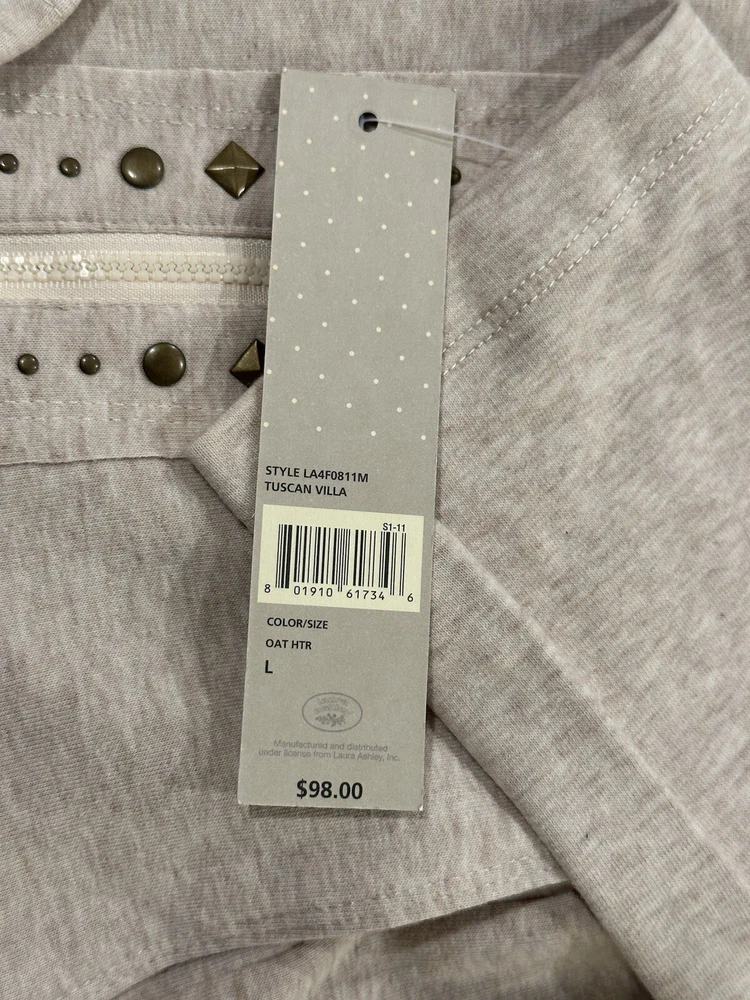 STYLE LA4F0811M
TUSCAN VILLA
S1-11
8 01910 61734 6
COLOR/SIZE
OAT HTR
L
Manufactured and distributed
under license from Laura Ashley, Inc.
$98.00